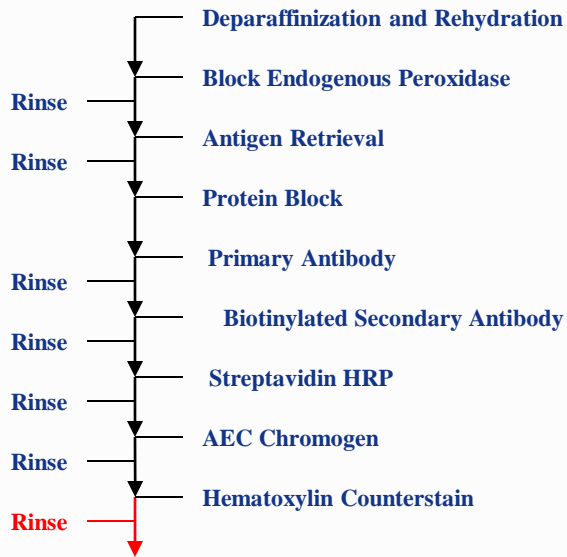 Deparaffinization and Rehydration
Block Endogenous Peroxidase
Rinse
Antigen Retrieval
Rinse
Protein Block
Primary Antibody
Rinse
Biotinylated Secondary Antibody
Rinse
Streptavidin HRP
Rinse
AEC Chromogen
Rinse
Hematoxylin Counterstain
Rinse